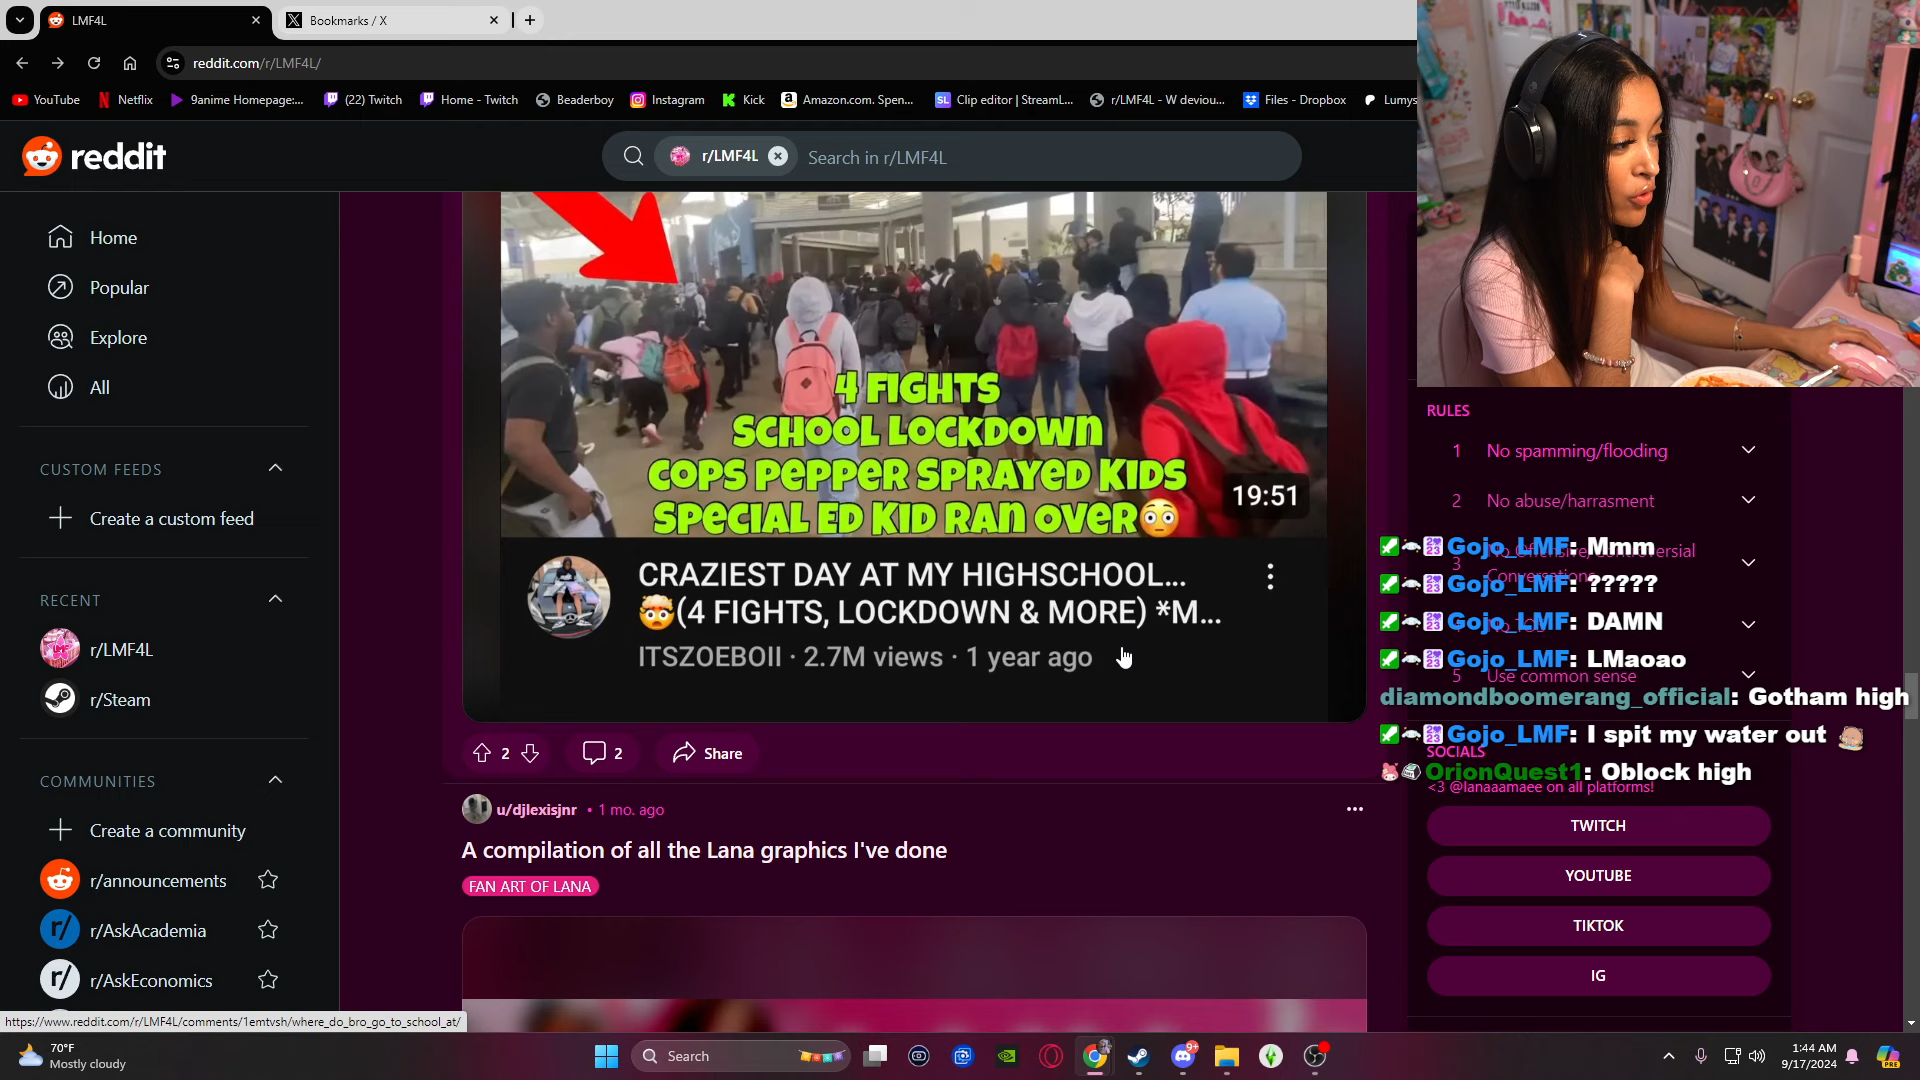 LMF4L
Bookmarks / X
reddit.com/r/LMF4L/
YouTube
Netflix
9anime Homepage:...
(22) Twitch
Home - Twitch
Beaderboy
Instagram
Kick
Amazon.com. Spen...
SL
Clip editor | StreamL...
r/LMF4L - W deviou...
Files - Dropbox
Lumys
reddit
r/LMF4L
Search in r/LMF4L
Home
Popular
Explore
All
CUSTOM FEEDS
Create a custom feed
RECENT
r/LMF4L
r/Steam
COMMUNITIES
Create a community
r/announcements
r/ r/AskAcademia
r/ r/AskEconomics
4 FIGHTS
SCHOOL LOCKDOWN
COPS PEPPER SPRAYED KIDS
SPECIAL ED KID RAN OVER😳
19:51
CRAZIEST DAY AT MY HIGHSCHOOL...
🤯(4 FIGHTS, LOCKDOWN & MORE) *M...
ITSZOEBOII · 2.7M views · 1 year ago
2
2
Share
u/djlexisjnr • 1 mo. ago
A compilation of all the Lana graphics I've done
FAN ART OF LANA
RULES
1 No spamming/flooding
2 No abuse/harrasment
3
5 Use common sense
SOCIALS
<3 @lanaaamaee on all platforms!
TWITCH
YOUTUBE
TIKTOK
IG
Gojo_LMF: Mmm
Gojo_LMF: ?????
Gojo_LMF: DAMN
Gojo_LMF: LMaoao
diamondboomerang_official: Gotham high
Gojo_LMF: I spit my water out
OrionQuest1: Oblock high
https://www.reddit.com/r/LMF4L/comments/1emtvsh/where_do_bro_go_to_school_at/
70°F
Mostly cloudy
Search
9+
1:44 AM
9/17/2024
PRE